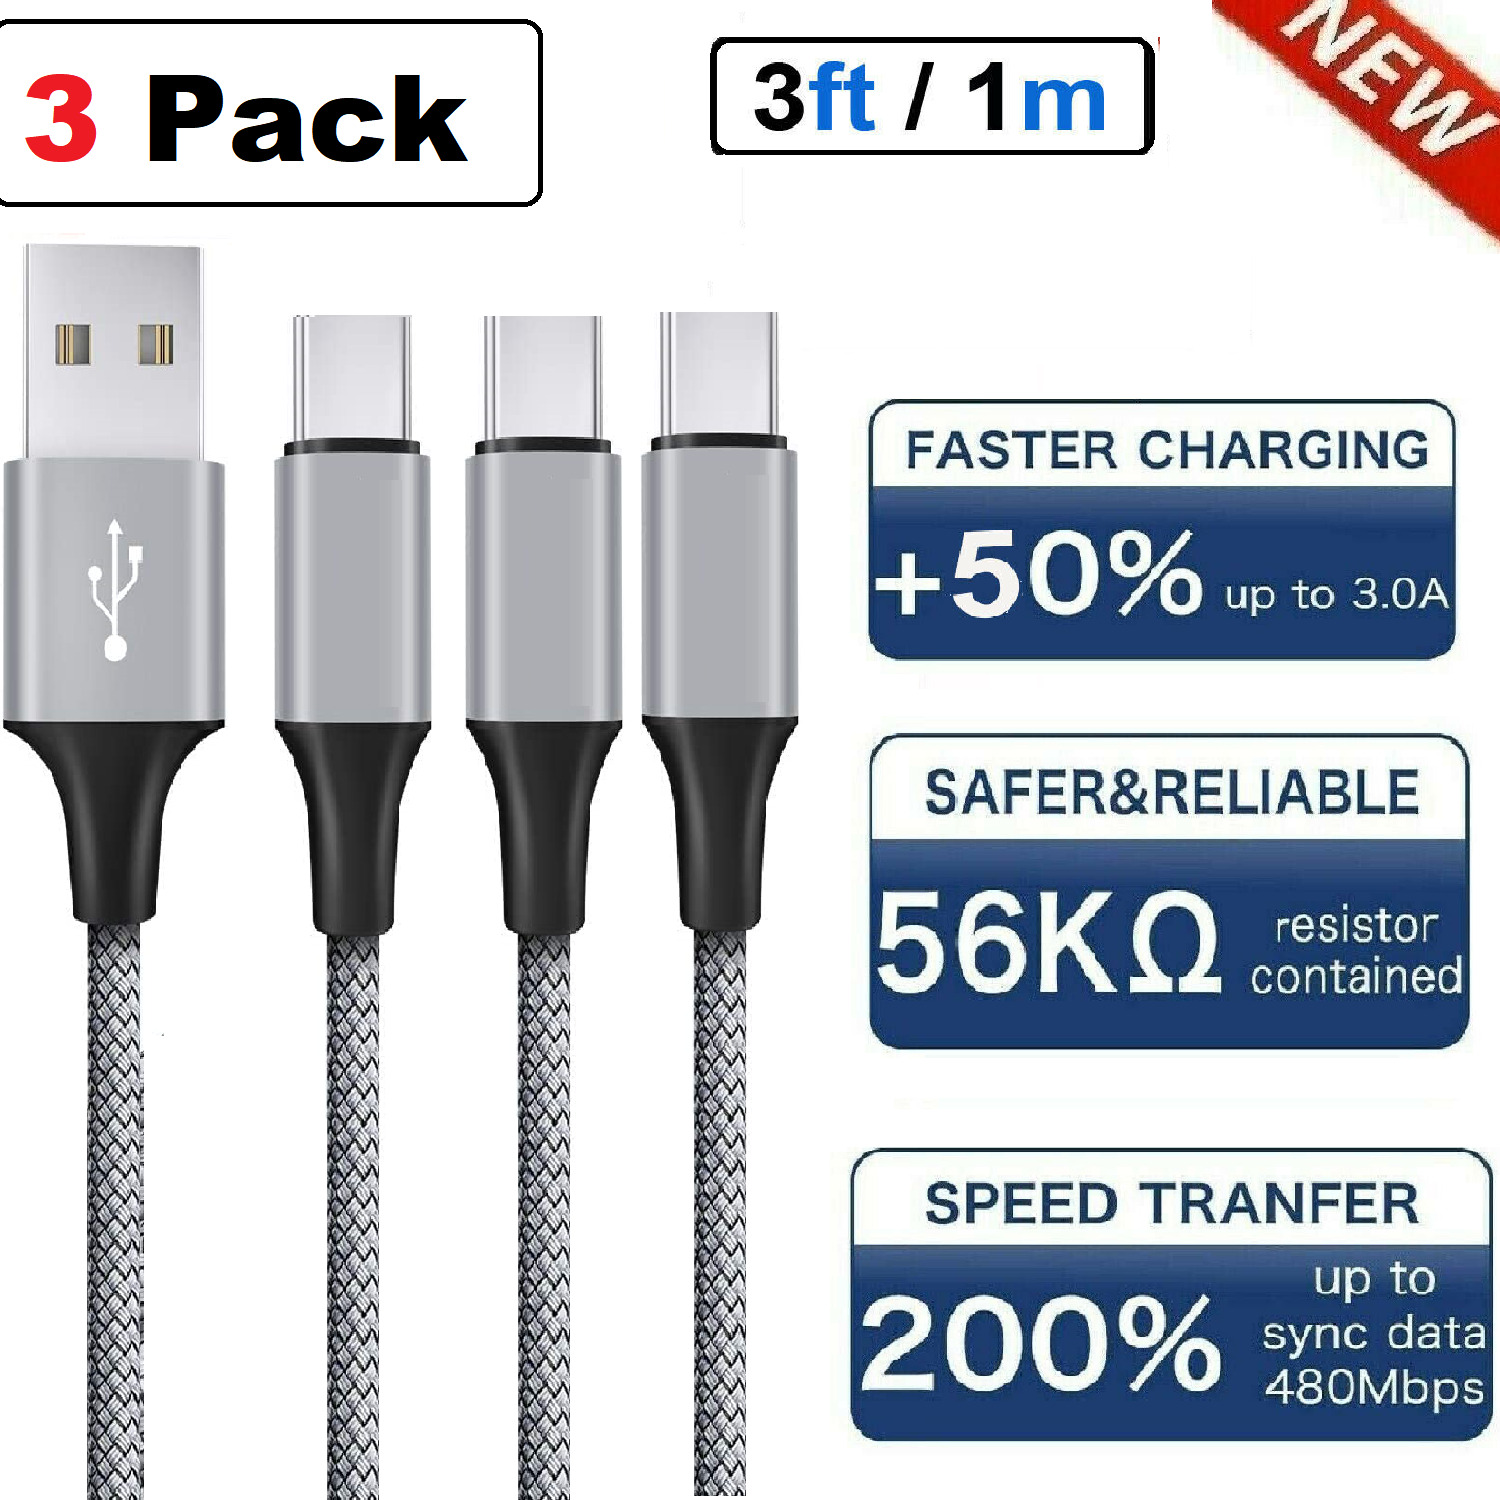 3 Pack
3ft / 1m
NEW
FASTER CHARGING
+50% up to 3.0A
SAFER&RELIABLE
56KΩ resistor
contained
SPEED TRANFER
200% up to
sync data
480Mbps